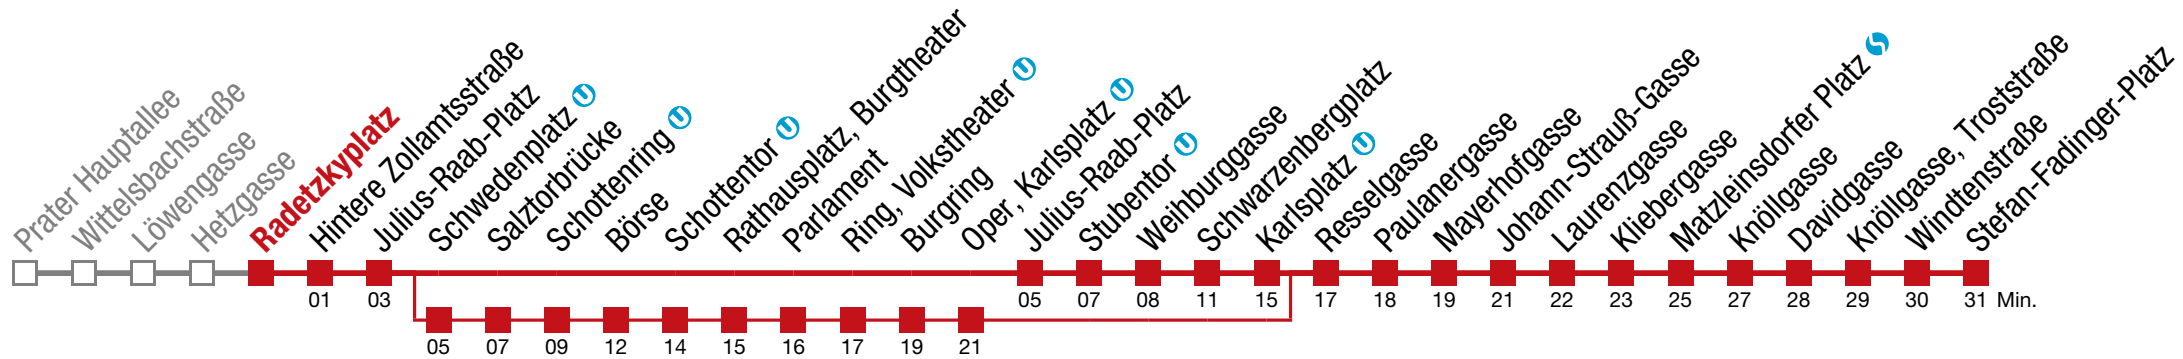 Prater Hauptallee
Wittelsbachstraße
Löwengasse
Hetzgasse
Radetzkyplatz
Hintere Zollamtsstraße
Julius-Raab-Platz
Schwedenplatz U
Salztorbrücke
Schottenring U
Börse
Schottentor U
Rathausplatz, Burgtheater
Parlament
Ring, Volkstheater U
Burgring
Oper, Karlsplatz U
Julius-Raab-Platz
Stubentor U
Weihburggasse
Schwarzenbergplatz
Karlsplatz U
Resselgasse
Paulanergasse
Mayerhofgasse
Johann-Strauß-Gasse
Laurenzgasse
Kliebergasse
Matzleinsdorfer Platz S
Knöllgasse
Davidgasse
Knöllgasse, Troststraße
Windtenstraße
Stefan-Fadinger-Platz
01 03 05 07 08 11 15 17 18 19 21 22 23 25 27 28 29 30 31 Min.
05 07 09 12 14 15 16 17 19 21